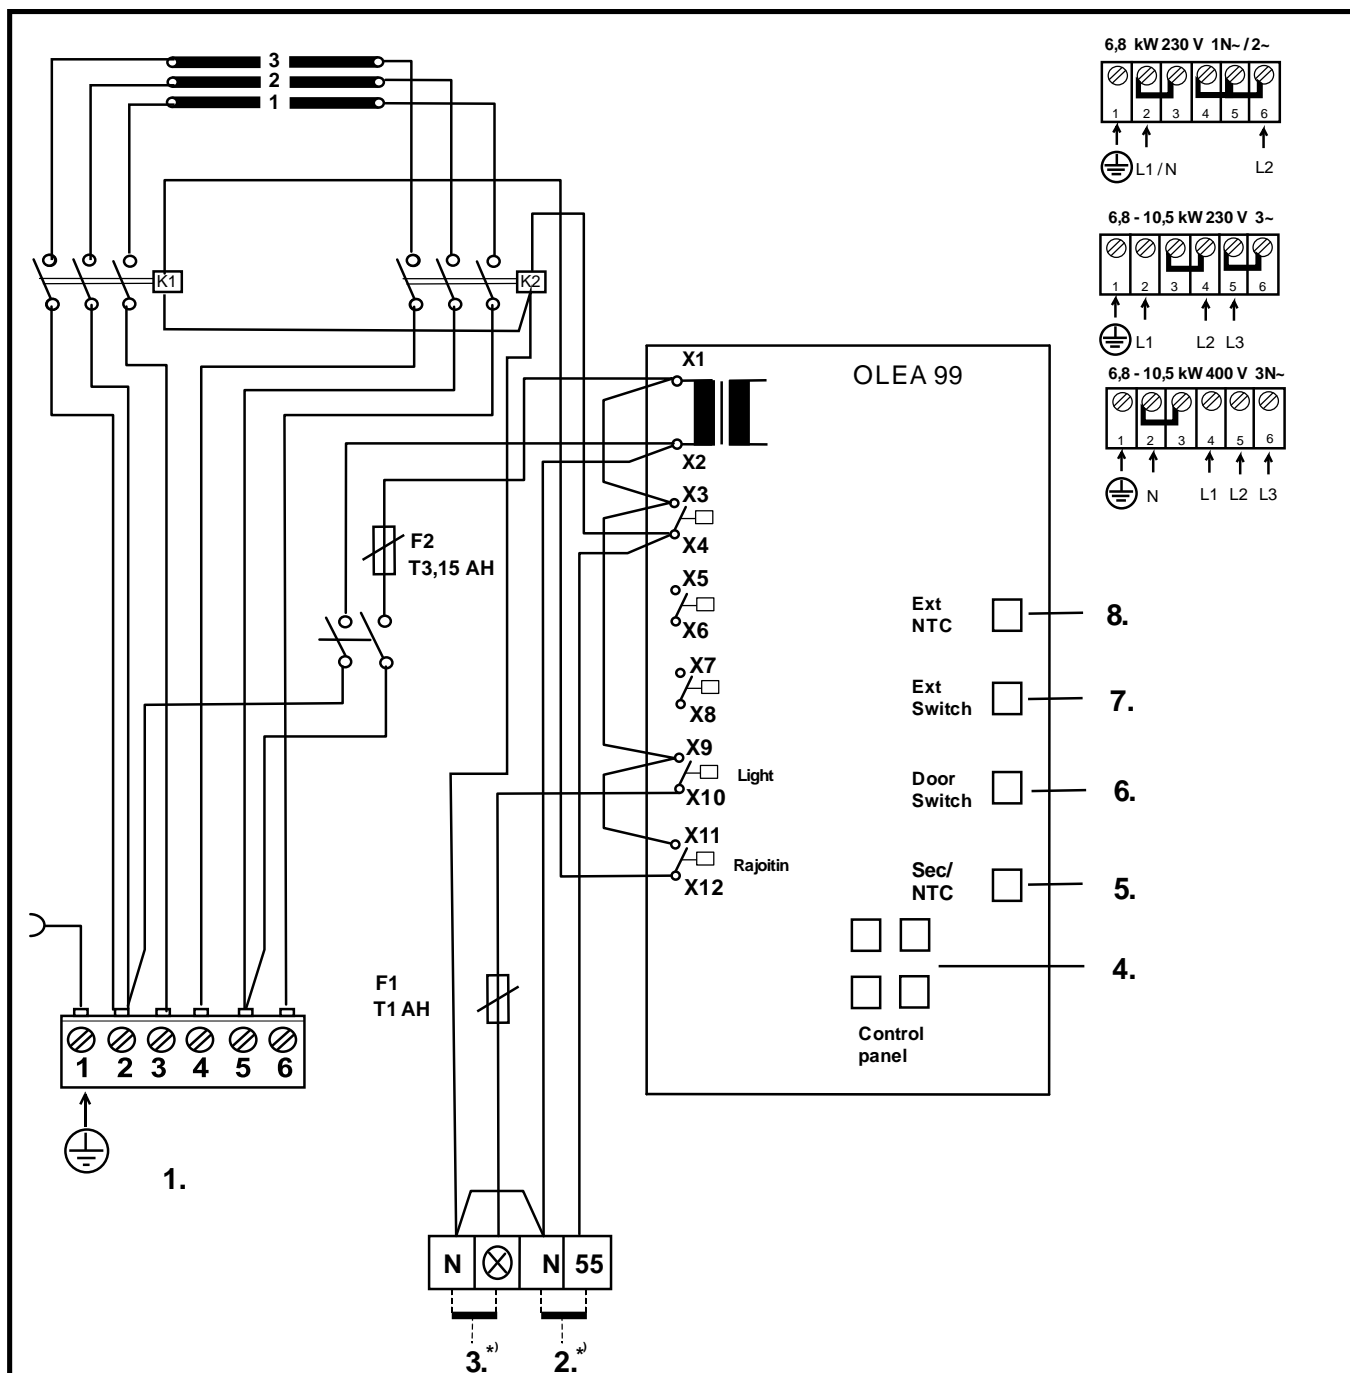 3
2
1
K1
K2
6,8 kW 230 V 1N~ / 2~
1 2 3 4 5 6
L1 / N L2
6,8 - 10,5 kW 230 V 3~
1 2 3 4 5 6
L1 L2 L3
6,8 - 10,5 kW 400 V 3N~
1 2 3 4 5 6
N L1 L2 L3
OLEA 99
X1
X2
X3
X4
X5
X6
X7
X8
X9
Light
X10
X11
Rajoitin
X12
F2
T3,15 AH
Ext
NTC
8.
Ext
Switch
7.
Door
Switch
6.
Sec/
NTC
5.
4.
Control
panel
F1
T1 AH
1 2 3 4 5 6
1.
N N 55
3.*)
2.*)